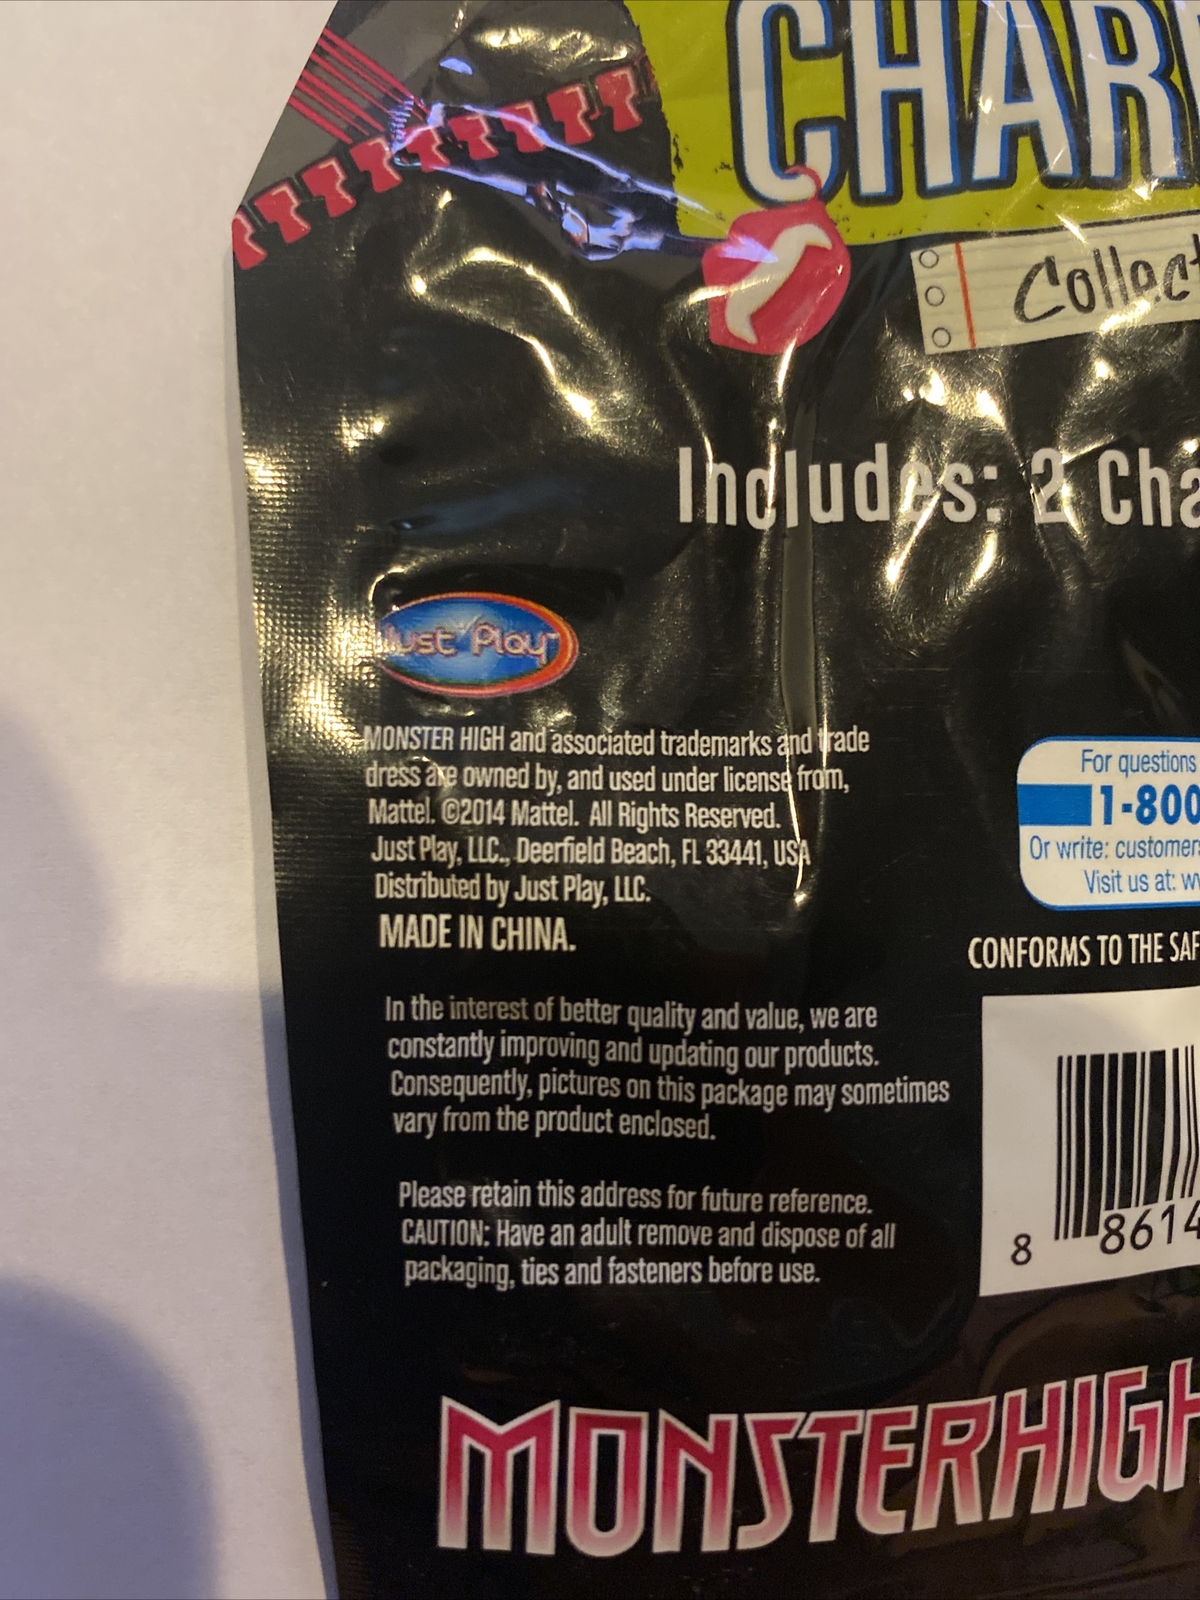 CHAR
Collect
Includes: 2 Cha
Just Play
MONSTER HIGH and associated trademarks and trade
dress are owned by, and used under license from,
Mattel. ©2014 Mattel. All Rights Reserved.
Just Play, LLC., Deerfield Beach, FL 33441, USA
Distributed by Just Play, LLC.
MADE IN CHINA.
For questions
1-800
Or write: customers
Visit us at: ww
CONFORMS TO THE SAF
In the interest of better quality and value, we are
constantly improving and updating our products.
Consequently, pictures on this package may sometimes
vary from the product enclosed.
Please retain this address for future reference.
CAUTION: Have an adult remove and dispose of all
packaging, ties and fasteners before use.
8 8614
MONSTER HIGH